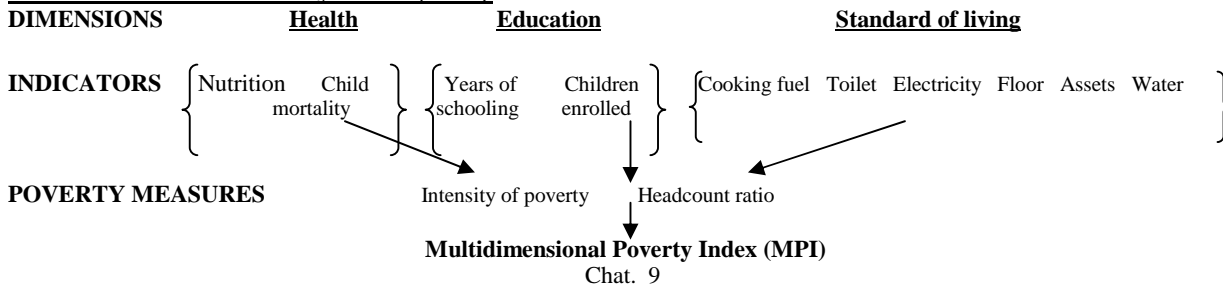 DIMENSIONS Health Education Standard of living
INDICATORS Nutrition Child mortality Years of schooling Children enrolled Cooking fuel Toilet Electricity Floor Assets Water
POVERTY MEASURES Intensity of poverty Headcount ratio
Multidimensional Poverty Index (MPI)
Chat. 9